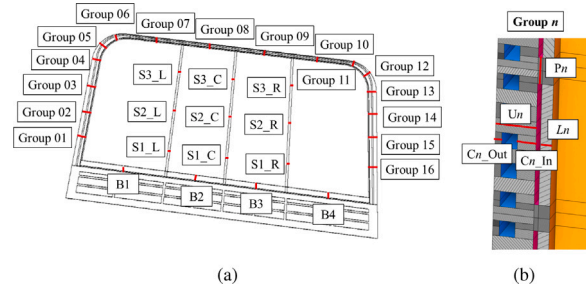 Group 06
Group 07
Group 08
Group 09
Group 10
Group 05
Group 04
Group 03
Group 02
Group 01
Group 11
Group 12
Group 13
Group 14
Group 15
Group 16
S3_L
S3_C
S3_R
S2_L
S2_C
S2_R
S1_L
S1_C
S1_R
B1
B2
B3
B4
(a)
Group n
Pn
Un
Ln
Cn_Out
Cn_In
(b)